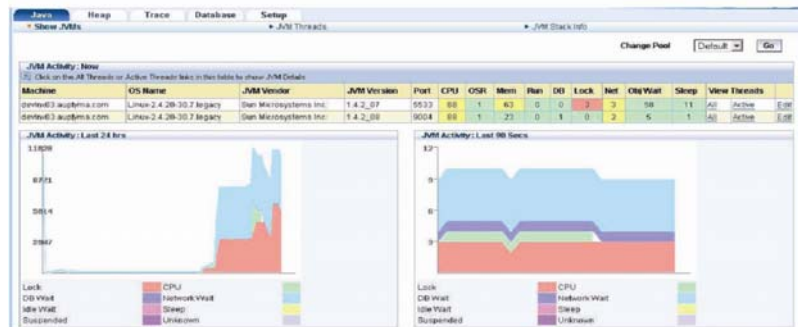 Java Heap Trace Database Setup
Show JVMs JVM Threads JVM Stack Info
Change Pool Default Go
JVM Activity: Now
Click on the All Threads or Active Threads links in this table to show JVM Details
Machine OS Name JVM Vendor JVM Version Port CPU OSR Mem Run DB Lock Net Obj Wait Sleep View Threads
devlnx03.auptyma.com Linux-2.4.20-30.7.legacy Sun Microsystems Inc. 1.4.2_07 1 63 0 0 3 3 11 All Active Edit
devlnx03.auptyma.com Linux-2.4.20-30.7.legacy Sun Microsystems Inc. 1.4.2_08 9004 1 23 0 1 0 2 5 1 All Active Edit
JVM Activity: Last 24 hrs
JVM Activity: Last 90 Secs
12
9
6
3
Lock CPU
DB Wait Network Wait
Idle Wait Sleep
Suspended Unknown
Lock CPU
DB Wait Network Wait
Idle Wait Sleep
Suspended Unknown